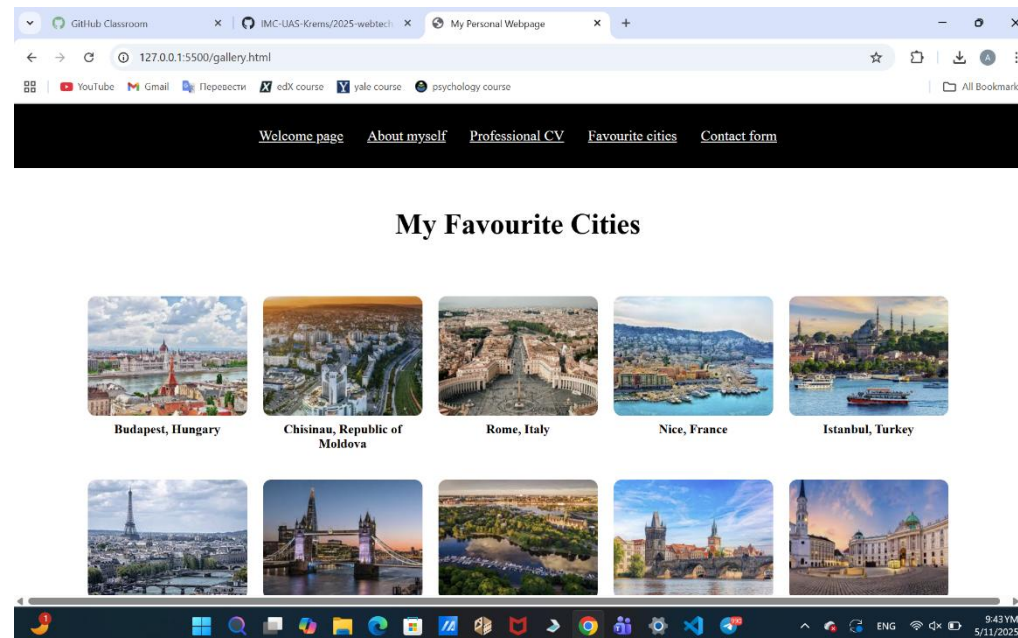 GitHub Classroom
IMC-UAS-Krems/2025-webtech
My Personal Webpage
127.0.0.1:5500/gallery.html
YouTube Gmail Перевести edX course yale course psychology course All Bookmark
Welcome page About myself Professional CV Favourite cities Contact form
My Favourite Cities
Budapest, Hungary
Chisinau, Republic of
Moldova
Rome, Italy
Nice, France
Istanbul, Turkey
ENG
9:43 YM
5/11/2025